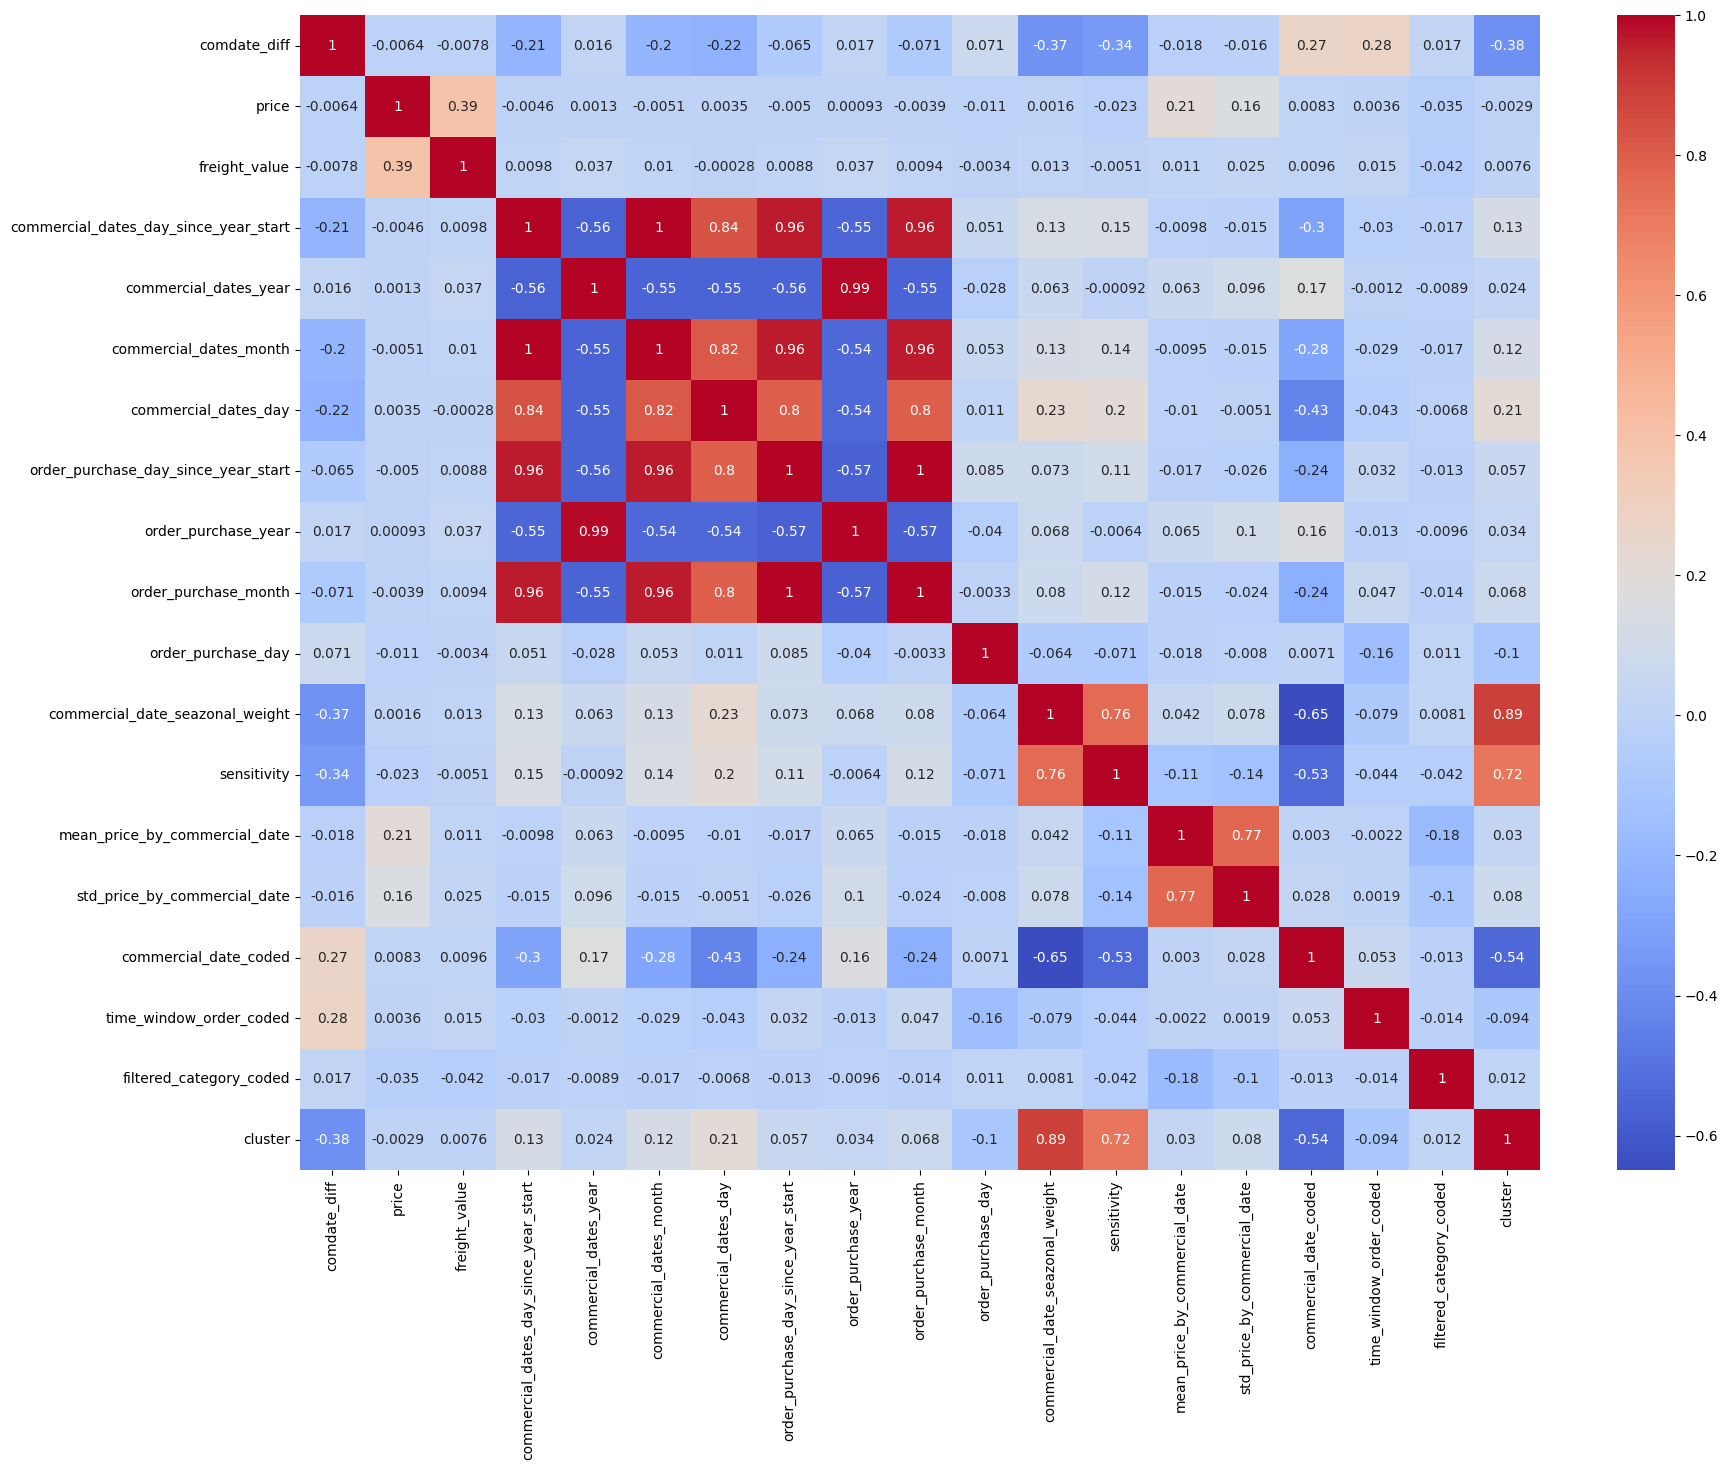 comdate_diff 1 -0.0064 -0.0078 -0.21 0.016 -0.2 -0.22 -0.065 0.017 -0.071 0.071 -0.37 -0.34 -0.018 -0.016 0.27 0.28 0.017 -0.38
price -0.0064 1 0.39 -0.0046 0.0013 -0.0051 0.0035 -0.005 0.00093 -0.0039 -0.011 0.0016 -0.023 0.21 0.16 0.0083 0.0036 -0.035 -0.0029
freight_value -0.0078 0.39 1 0.0098 0.037 0.01 -0.00028 0.0088 0.037 0.0094 -0.0034 0.013 -0.0051 0.011 0.025 0.0096 0.015 -0.042 0.0076
commercial_dates_day_since_year_start -0.21 -0.0046 0.0098 1 -0.56 1 0.84 0.96 -0.55 0.96 0.051 0.13 0.15 -0.0098 -0.015 -0.3 -0.03 -0.017 0.13
commercial_dates_year 0.016 0.0013 0.037 -0.56 1 -0.55 -0.55 -0.56 0.99 -0.55 -0.028 0.063 -0.00092 0.063 0.096 0.17 -0.0012 -0.0089 0.024
commercial_dates_month -0.2 -0.0051 0.01 1 -0.55 1 0.82 0.96 -0.54 0.96 0.053 0.13 0.14 -0.0095 -0.015 -0.28 -0.029 -0.017 0.12
commercial_dates_day -0.22 0.0035 -0.00028 0.84 -0.55 0.82 1 0.8 -0.54 0.8 0.011 0.23 0.2 -0.01 -0.0051 -0.43 -0.043 -0.0068 0.21
order_purchase_day_since_year_start -0.065 -0.005 0.0088 0.96 -0.56 0.96 0.8 1 -0.57 1 0.085 0.073 0.11 -0.017 -0.026 -0.24 0.032 -0.013 0.057
order_purchase_year 0.017 0.00093 0.037 -0.55 0.99 -0.54 -0.54 -0.57 1 -0.57 -0.04 0.068 -0.0064 0.065 0.1 0.16 -0.013 -0.0096 0.034
order_purchase_month -0.071 -0.0039 0.0094 0.96 -0.55 0.96 0.8 1 -0.57 1 -0.0033 0.08 0.12 -0.015 -0.024 -0.24 0.047 -0.014 0.068
order_purchase_day 0.071 -0.011 -0.0034 0.051 -0.028 0.053 0.011 0.085 -0.04 -0.0033 1 -0.064 -0.071 -0.018 -0.008 0.0071 -0.16 0.011 -0.1
commercial_date_seazonal_weight -0.37 0.0016 0.013 0.13 0.063 0.13 0.23 0.073 0.068 0.08 -0.064 1 0.76 0.042 0.078 -0.65 -0.079 0.0081 0.89
sensitivity -0.34 -0.023 -0.0051 0.15 -0.00092 0.14 0.2 0.11 -0.0064 0.12 -0.071 0.76 1 -0.11 -0.14 -0.53 -0.044 -0.042 0.72
mean_price_by_commercial_date -0.018 0.21 0.011 -0.0098 0.063 -0.0095 -0.01 -0.017 0.065 -0.015 -0.018 0.042 -0.11 1 0.77 0.003 -0.0022 -0.18 0.03
std_price_by_commercial_date -0.016 0.16 0.025 -0.015 0.096 -0.015 -0.0051 -0.026 0.1 -0.024 -0.008 0.078 -0.14 0.77 1 0.028 0.0019 -0.1 0.08
commercial_date_coded 0.27 0.0083 0.0096 -0.3 0.17 -0.28 -0.43 -0.24 0.16 -0.24 0.0071 -0.65 -0.53 0.003 0.028 1 0.053 -0.013 -0.54
time_window_order_coded 0.28 0.0036 0.015 -0.03 -0.0012 -0.029 -0.043 0.032 -0.013 0.047 -0.16 -0.079 -0.044 -0.0022 0.0019 0.053 1 -0.014 -0.094
filtered_category_coded 0.017 -0.035 -0.042 -0.017 -0.0089 -0.017 -0.0068 -0.013 -0.0096 -0.014 0.011 0.0081 -0.042 -0.18 -0.1 -0.013 -0.014 1 0.012
cluster -0.38 -0.0029 0.0076 0.13 0.024 0.12 0.21 0.057 0.034 0.068 -0.1 0.89 0.72 0.03 0.08 -0.54 -0.094 0.012 1
comdate_diff
price
freight_value
commercial_dates_day_since_year_start
commercial_dates_year
commercial_dates_month
commercial_dates_day
order_purchase_day_since_year_start
order_purchase_year
order_purchase_month
order_purchase_day
commercial_date_seazonal_weight
sensitivity
mean_price_by_commercial_date
std_price_by_commercial_date
commercial_date_coded
time_window_order_coded
filtered_category_coded
cluster
1.0
0.8
0.6
0.4
0.2
0.0
−0.2
−0.4
−0.6